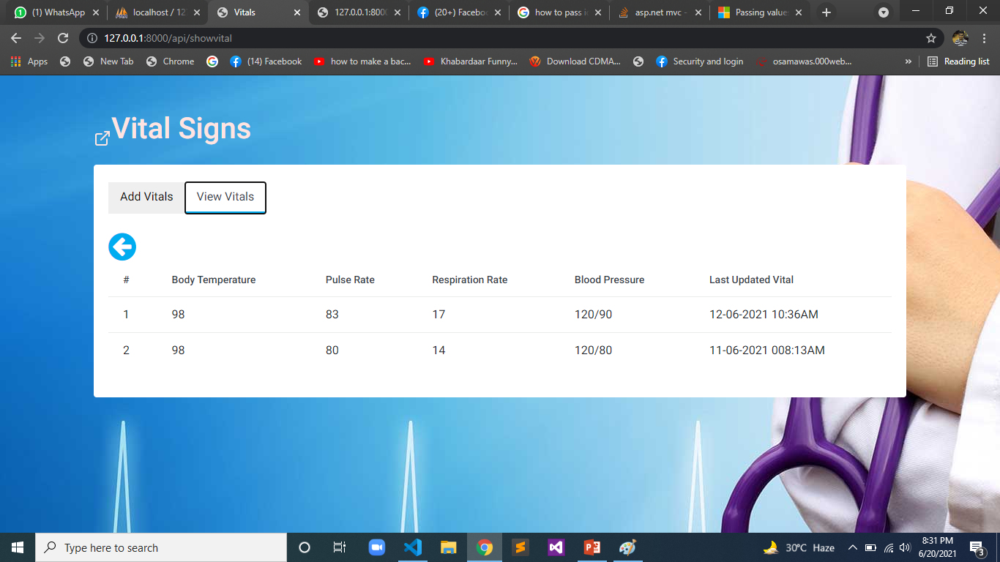 (1) WhatsApp
localhost / 12
Vitals
127.0.0.1:8000
(20+) Facebo
how to pass i
asp.net mvc -
Passing value
127.0.0.1:8000/api/showvital
Apps
New Tab
Chrome
(14) Facebook
how to make a bac...
Khabardaar Funny...
Download CDMA...
Security and login
osamawas.000web...
»
Reading list
Vital Signs
Add Vitals
View Vitals
# Body Temperature Pulse Rate Respiration Rate Blood Pressure Last Updated Vital
1 98 83 17 120/90 12-06-2021 10:36AM
2 98 80 14 120/80 11-06-2021 008:13AM
Type here to search
30°C Haze
8:31 PM
6/20/2021
3